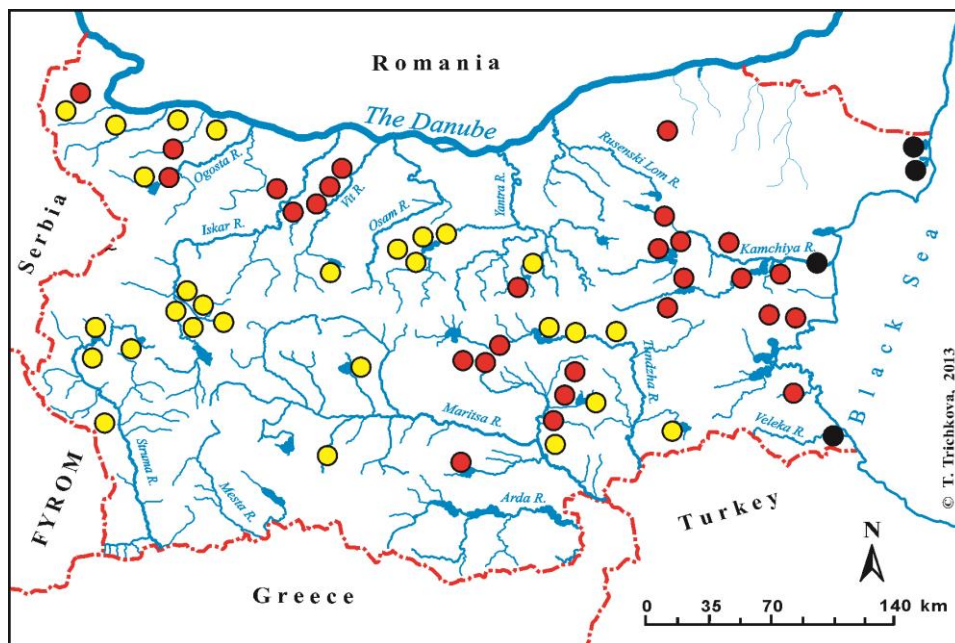 Romania
The Danube
Rusenski Lom R.
Ogosta R.
Vit R.
Yantra R.
Osam R.
Iskar R.
Kamchiya R.
Serbia
Black Sea
Tundzha R.
Maritsa R.
Veleka R.
Struma R.
Mesta R.
Arda R.
FYROM
Turkey
Greece
N
0 35 70 140 km
© T. Trichkova, 2013